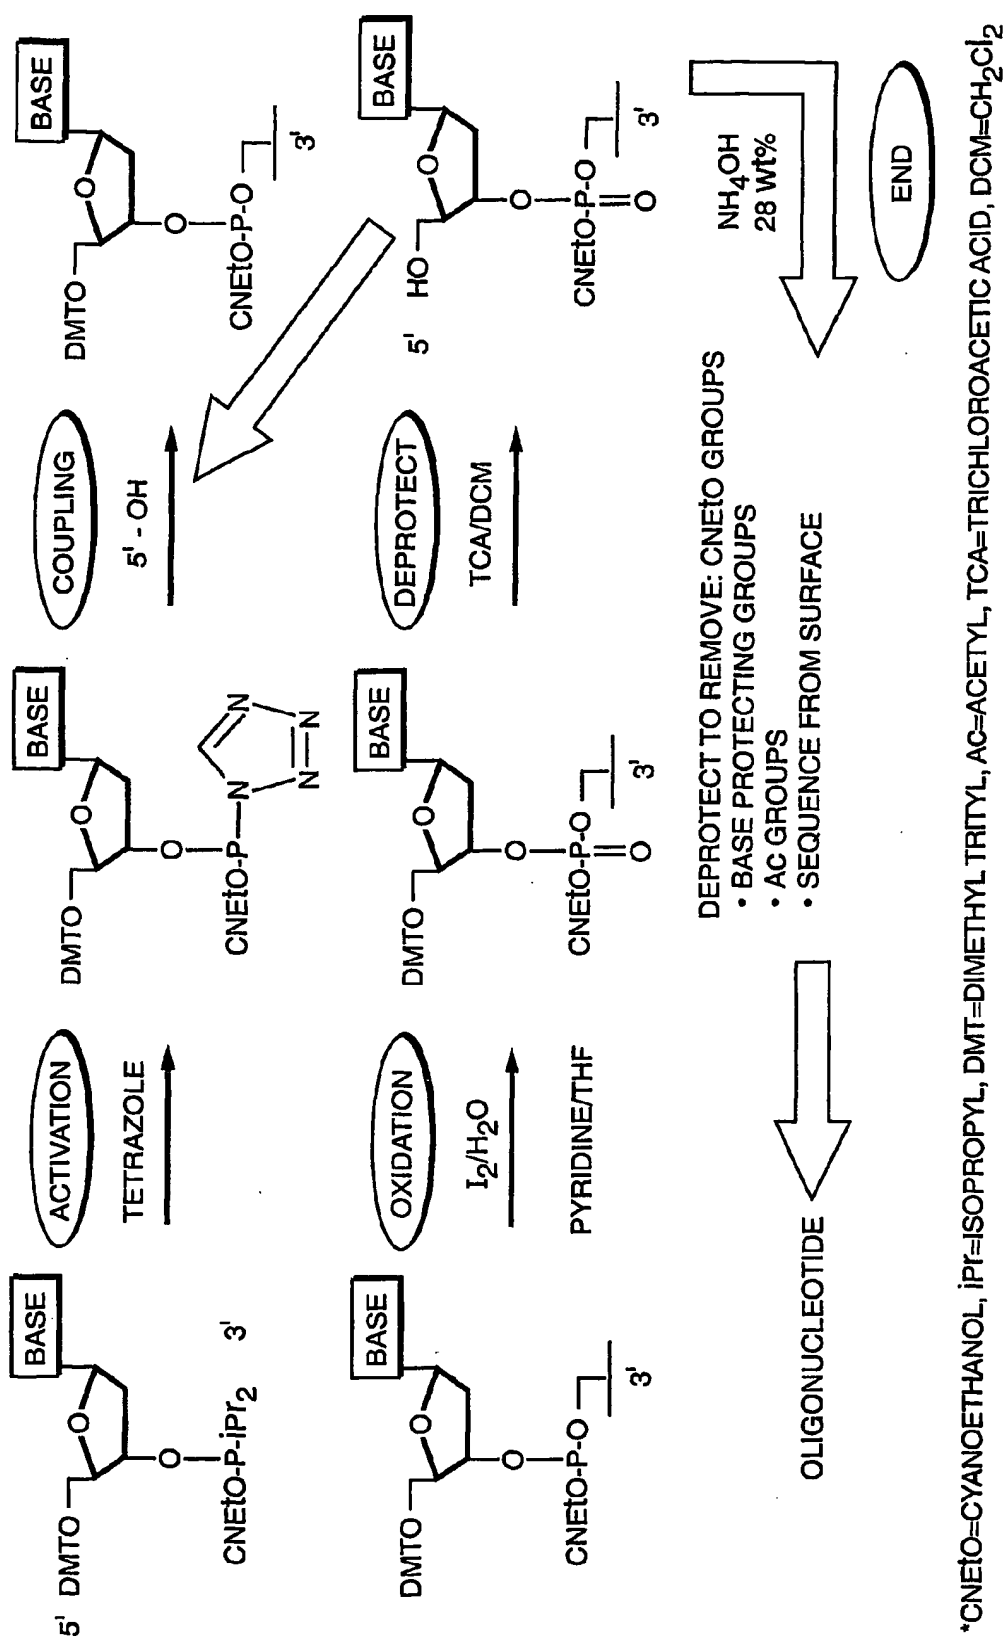 5' DMTO
BASE
O
O
CNEtO-P-iPr2
3'
ACTIVATION
TETRAZOLE
DMTO
BASE
O
O
CNEtO-P-N
N
N
N
COUPLING
5' - OH
DMTO
BASE
O
O
CNEtO-P-O
3'
DMTO
BASE
O
O
CNEtO-P-O
3'
OXIDATION
I2/H2O
PYRIDINE/THF
DMTO
BASE
O
O
CNEtO-P-O
O
3'
DEPROTECT
TCA/DCM
5' HO
BASE
O
O
CNEtO-P-O
O
3'
OLIGONUCLEOTIDE
DEPROTECT TO REMOVE: CNEtO GROUPS
• BASE PROTECTING GROUPS
• AC GROUPS
• SEQUENCE FROM SURFACE
NH4OH
28 Wt%
END
*CNEtO=CYANOETHANOL, iPr=ISOPROPYL, DMT=DIMETHYL TRITYL, AC=ACETYL, TCA=TRICHLOROACETIC ACID, DCM=CH2Cl2